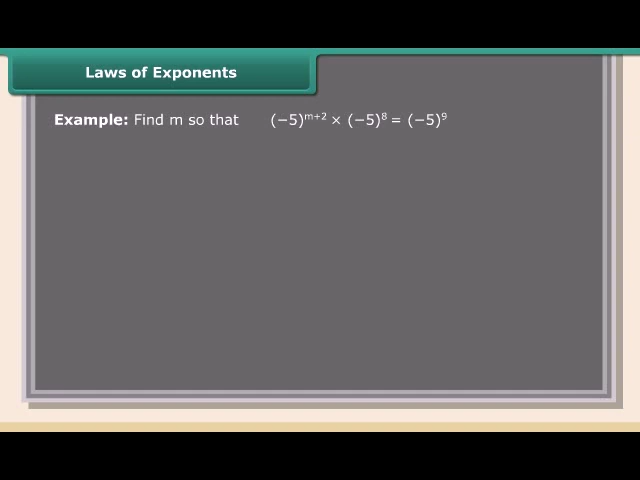 Laws of Exponents
Example: Find m so that (−5)ᵐ⁺² × (−5)⁸ = (−5)⁹